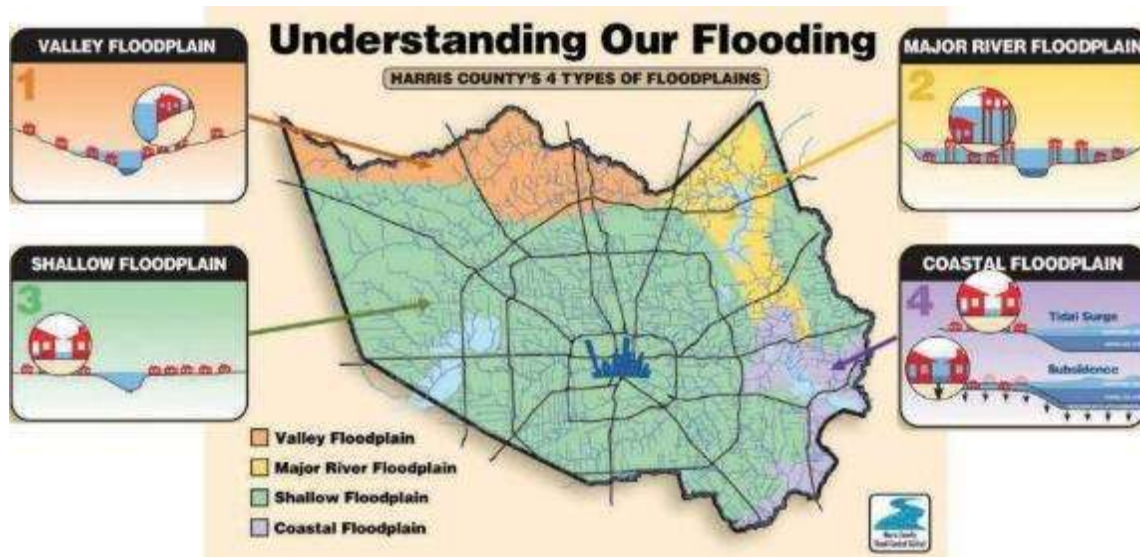 Understanding Our Flooding
HARRIS COUNTY'S 4 TYPES OF FLOODPLAINS
VALLEY FLOODPLAIN
1
MAJOR RIVER FLOODPLAIN
2
SHALLOW FLOODPLAIN
3
COASTAL FLOODPLAIN
4
Tidal Surge
Subsidence
Valley Floodplain
Major River Floodplain
Shallow Floodplain
Coastal Floodplain